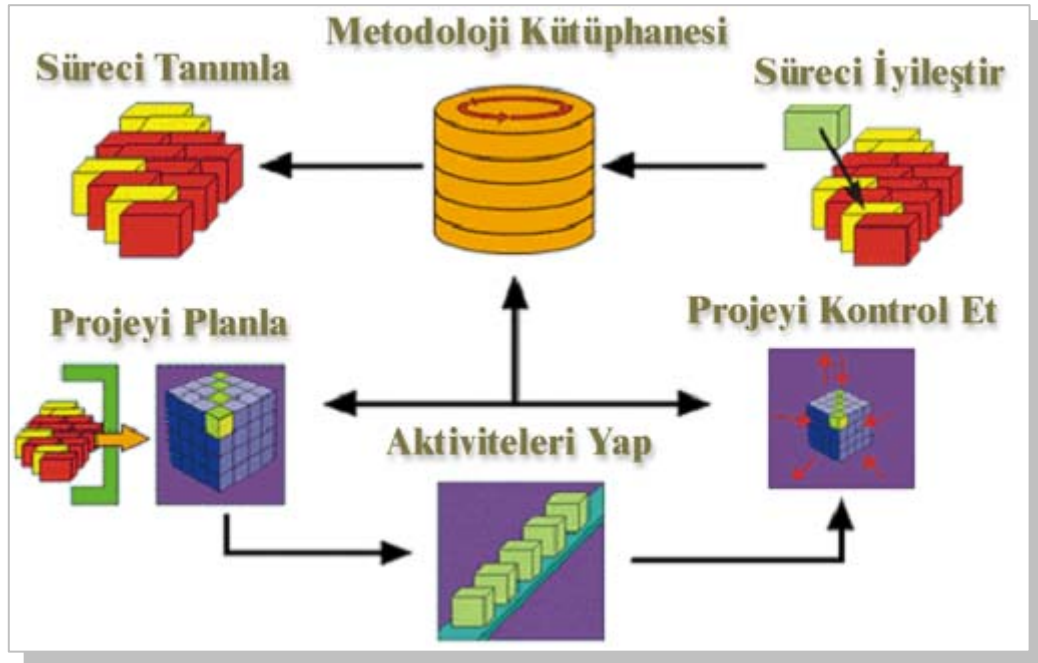 Metodoloji Kütüphanesi
Süreci Tanımla
Süreci İyileştir
Projeyi Planla
Projeyi Kontrol Et
Aktiviteleri Yap